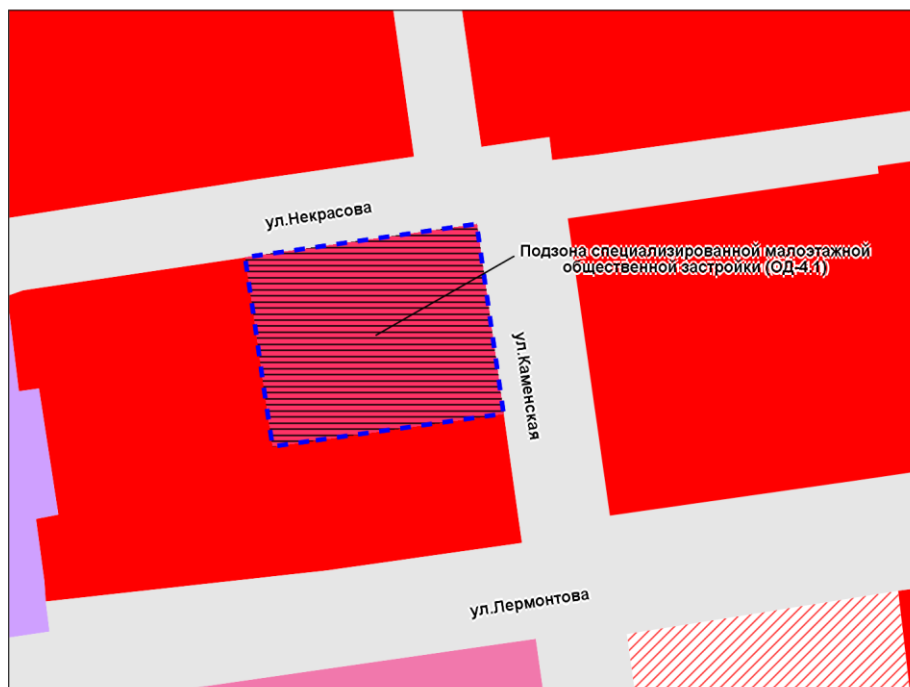 ул.Некрасова
Подзона специализированной малоэтажной
общественной застройки (ОД-4.1)
ул.Каменская
ул.Лермонтова